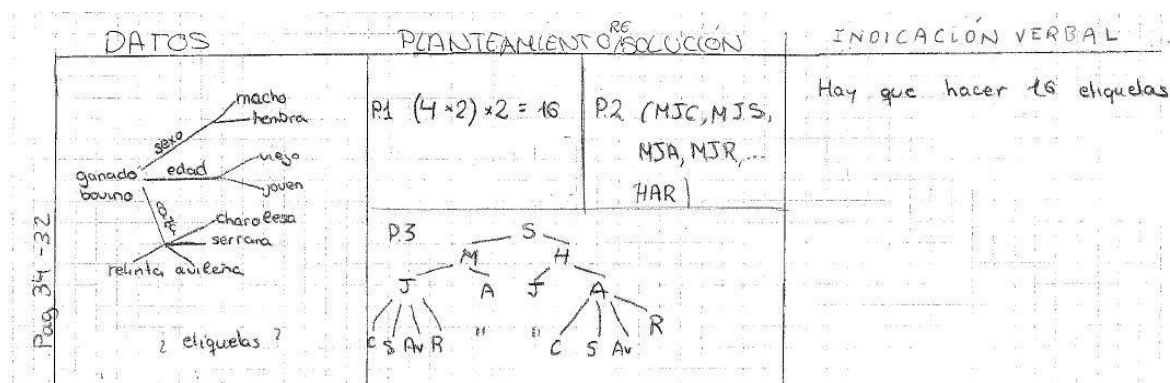 DATOS
PLANTEAMIENTO/RESOLUCIÓN
INDICACIÓN VERBAL
Pag 34-32
macho
hembra
sexo
ganado
bovino
edad
viejo
joven
raza
charolesa
serrana
retinta avileña
¿ etiquetas ?
P.1 (4×2)×2 = 16
P.2 (MJC, MJS,
MJA, MJR, ...
HAR)
P.3
S
M H
J A J A
C S Av R " " C S Av R
Hay que hacer 16 etiquetas